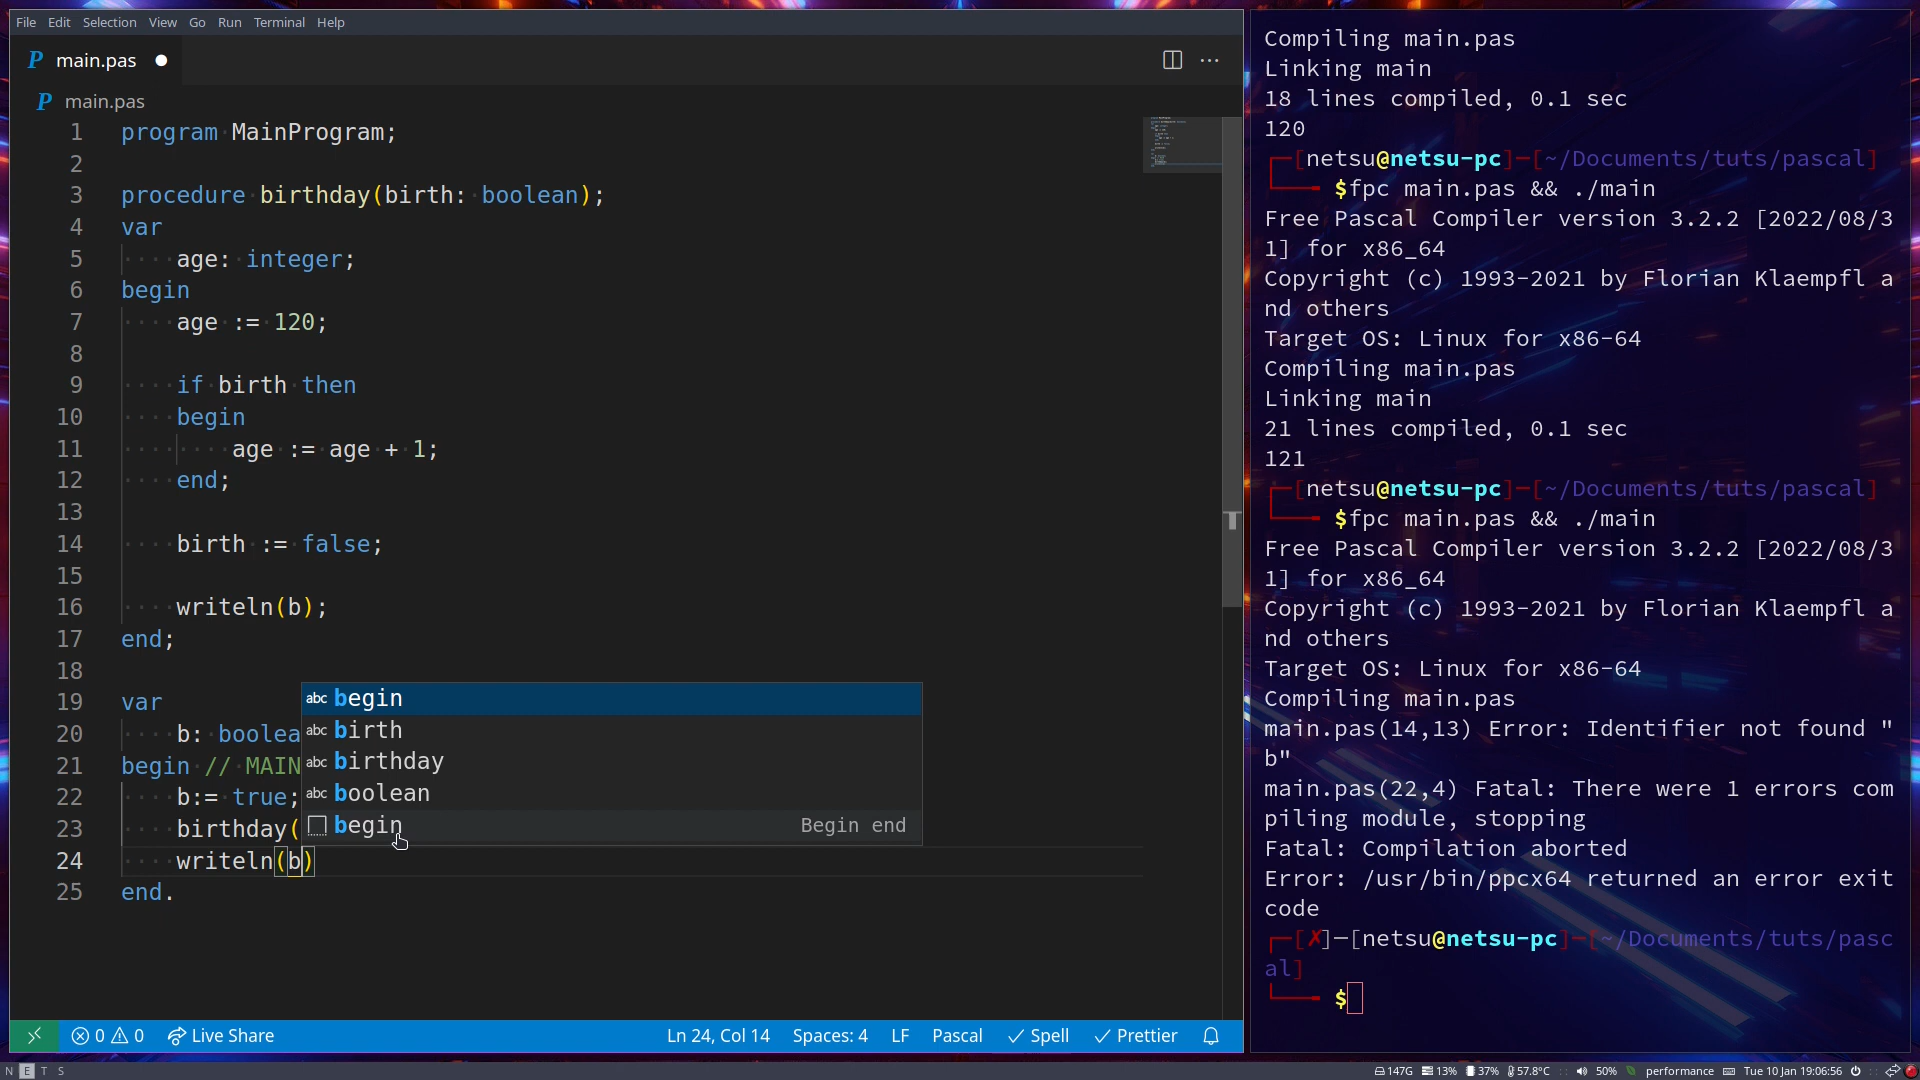 File Edit Selection View Go Run Terminal Help
P main.pas
P main.pas
1 program MainProgram;
2
3 procedure birthday(birth: boolean);
4 var
5 age: integer;
6 begin
7 age := 120;
8
9 if birth then
10 begin
11 age := age + 1;
12 end;
13
14 birth := false;
15
16 writeln(b);
17 end;
18
19 var
20 b: boolea
21 begin // MAIN
22 b:= true;
23 birthday(
24 writeln(b)
25 end.
abc begin
abc birth
abc birthday
abc boolean
begin Begin end
0 0 Live Share Ln 24, Col 14 Spaces: 4 LF Pascal Spell Prettier
Compiling main.pas
Linking main
18 lines compiled, 0.1 sec
120
┌─[netsu@netsu-pc]─[~/Documents/tuts/pascal]
└──╼ $fpc main.pas && ./main
Free Pascal Compiler version 3.2.2 [2022/08/3
1] for x86_64
Copyright (c) 1993-2021 by Florian Klaempfl a
nd others
Target OS: Linux for x86-64
Compiling main.pas
Linking main
21 lines compiled, 0.1 sec
121
┌─[netsu@netsu-pc]─[~/Documents/tuts/pascal]
└──╼ $fpc main.pas && ./main
Free Pascal Compiler version 3.2.2 [2022/08/3
1] for x86_64
Copyright (c) 1993-2021 by Florian Klaempfl a
nd others
Target OS: Linux for x86-64
Compiling main.pas
main.pas(14,13) Error: Identifier not found "
b"
main.pas(22,4) Fatal: There were 1 errors com
piling module, stopping
Fatal: Compilation aborted
Error: /usr/bin/ppcx64 returned an error exit
code
┌─[✗]─[netsu@netsu-pc]─[~/Documents/tuts/pasc
al]
└──╼ $
N E T S 147G 13% 37% 57.8°C 50% performance Tue 10 Jan 19:06:56